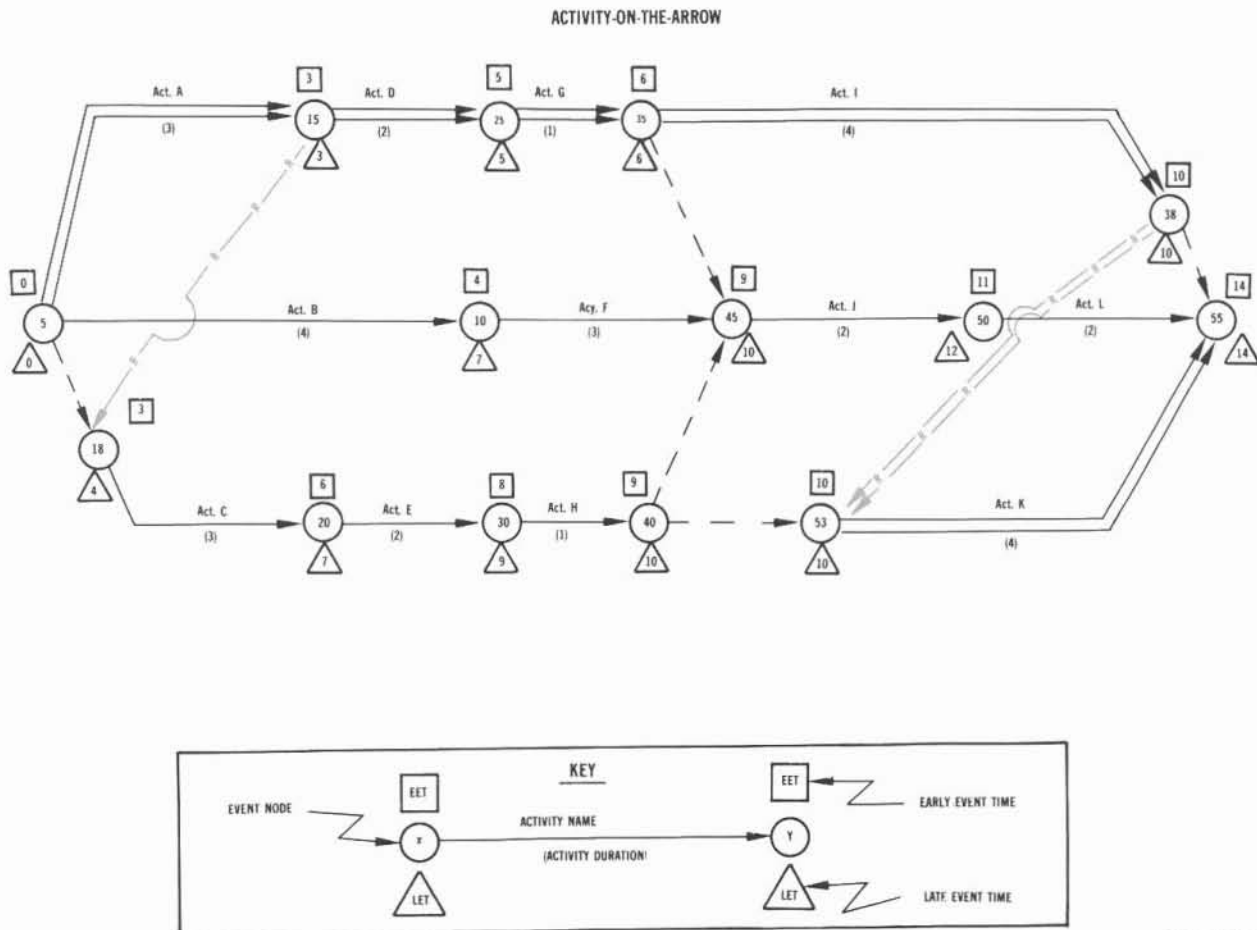 ACTIVITY-ON-THE-ARROW
3
5
6
Act. A
Act. D
Act. G
Act. I
15
25
35
(3)
(2)
(1)
(4)
3
5
6
10
38
10
0
4
9
11
14
5
Act. B
10
Acy. F
45
Act. J
50
Act. L
55
(4)
(3)
(2)
(2)
0
7
10
12
14
3
18
4
6
8
9
10
Act. C
20
Act. E
30
Act. H
40
53
Act. K
(3)
(2)
(1)
(4)
7
9
10
10
KEY
EET
EET
EVENT NODE
EARLY EVENT TIME
ACTIVITY NAME
X
Y
(ACTIVITY DURATION)
LET
LET
LATE EVENT TIME